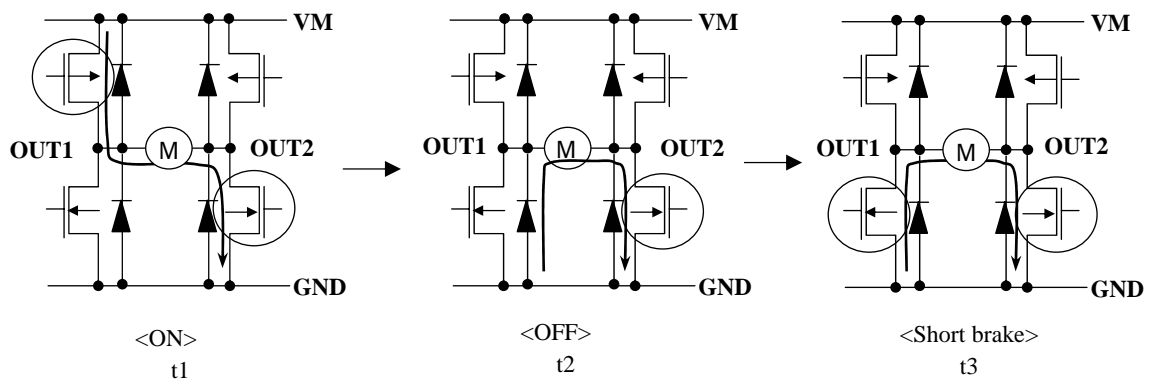 VM
M
OUT1
OUT2
GND
<ON>
t1
VM
M
OUT1
OUT2
GND
<OFF>
t2
VM
M
OUT1
OUT2
GND
<Short brake>
t3